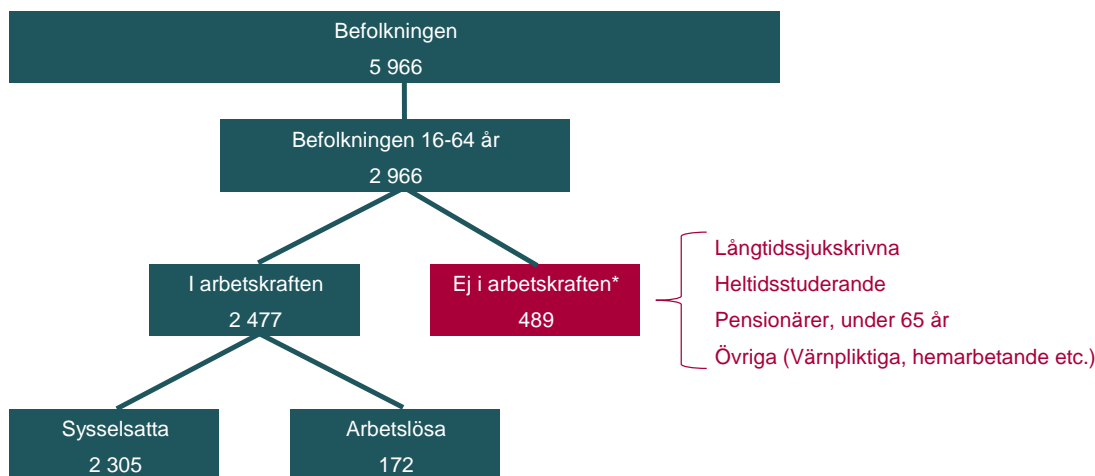 Befolkningen
5 966
Befolkningen 16-64 år
2 966
I arbetskraften
2 477
Ej i arbetskraften*
489
Långtidssjukskrivna
Heltidsstuderande
Pensionärer, under 65 år
Övriga (Värnpliktiga, hemarbetande etc.)
Sysselsatta
2 305
Arbetslösa
172